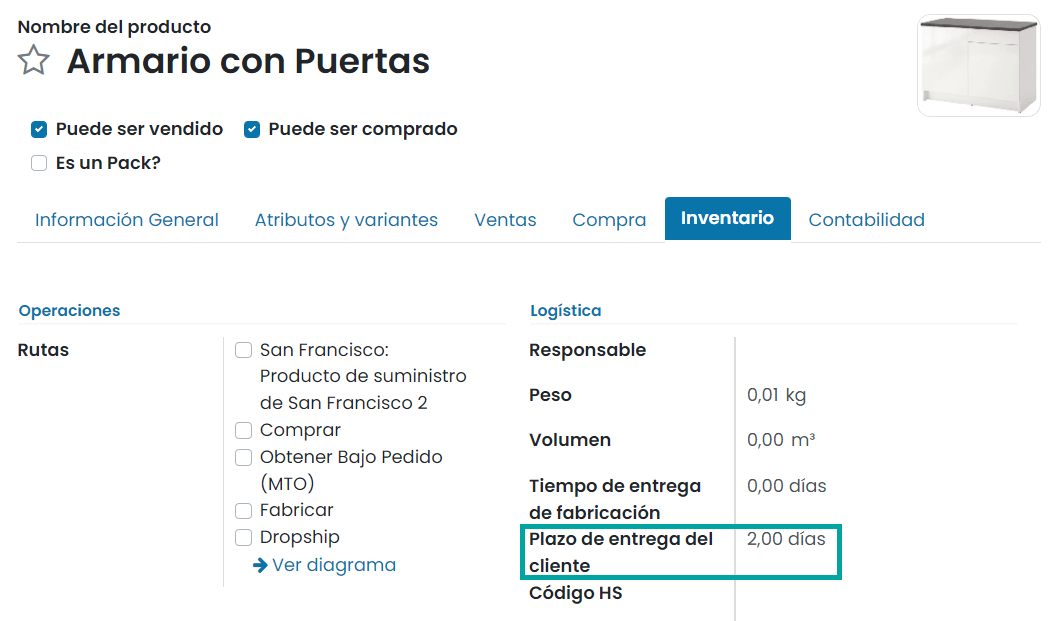 Nombre del producto
Armario con Puertas
Puede ser vendido Puede ser comprado
Es un Pack?
Información General Atributos y variantes Ventas Compra Inventario Contabilidad
Operaciones
Rutas
San Francisco:
Producto de suministro
de San Francisco 2
Comprar
Obtener Bajo Pedido
(MTO)
Fabricar
Dropship
Ver diagrama
Logística
Responsable
Peso 0,01 kg
Volumen 0,00 m³
Tiempo de entrega 0,00 días
de fabricación
Plazo de entrega del 2,00 días
cliente
Código HS